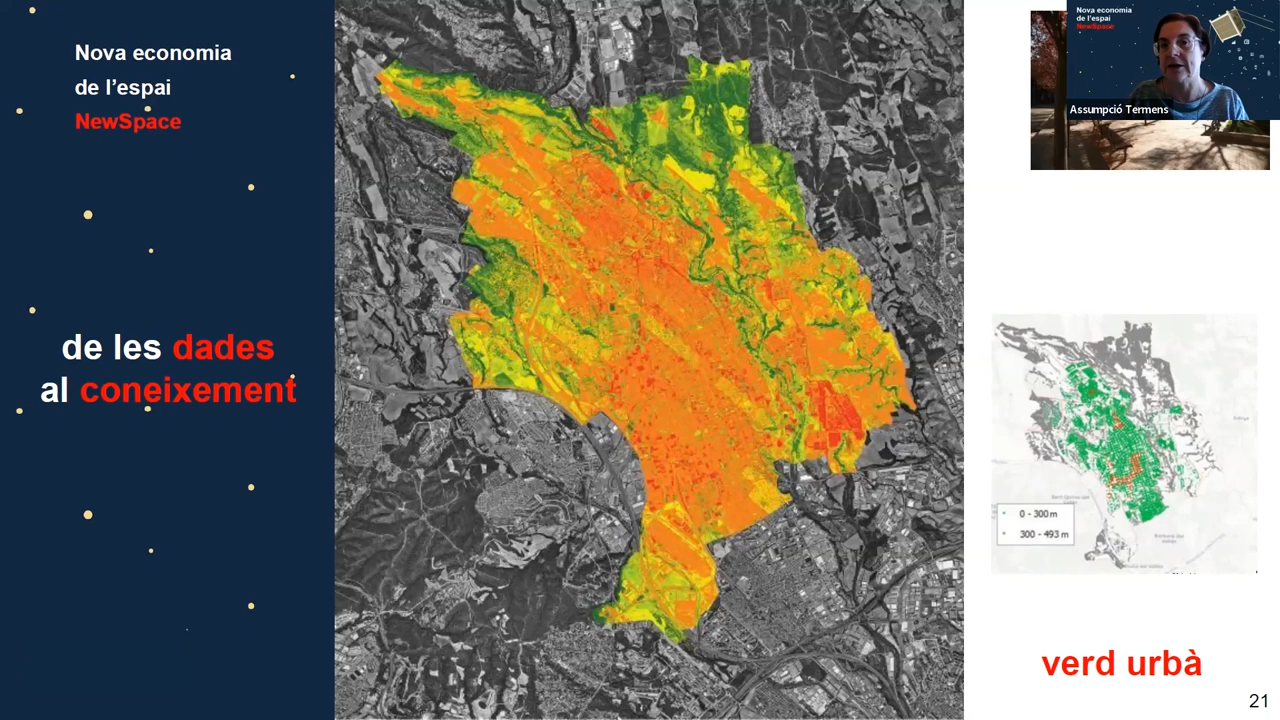 Nova economia
de l’espai
NewSpace
de les dades
al coneixement
Nova economia
de l'espai
NewSpace
Assumpció Termens
0 - 300 m
300 - 493 m
verd urbà
21